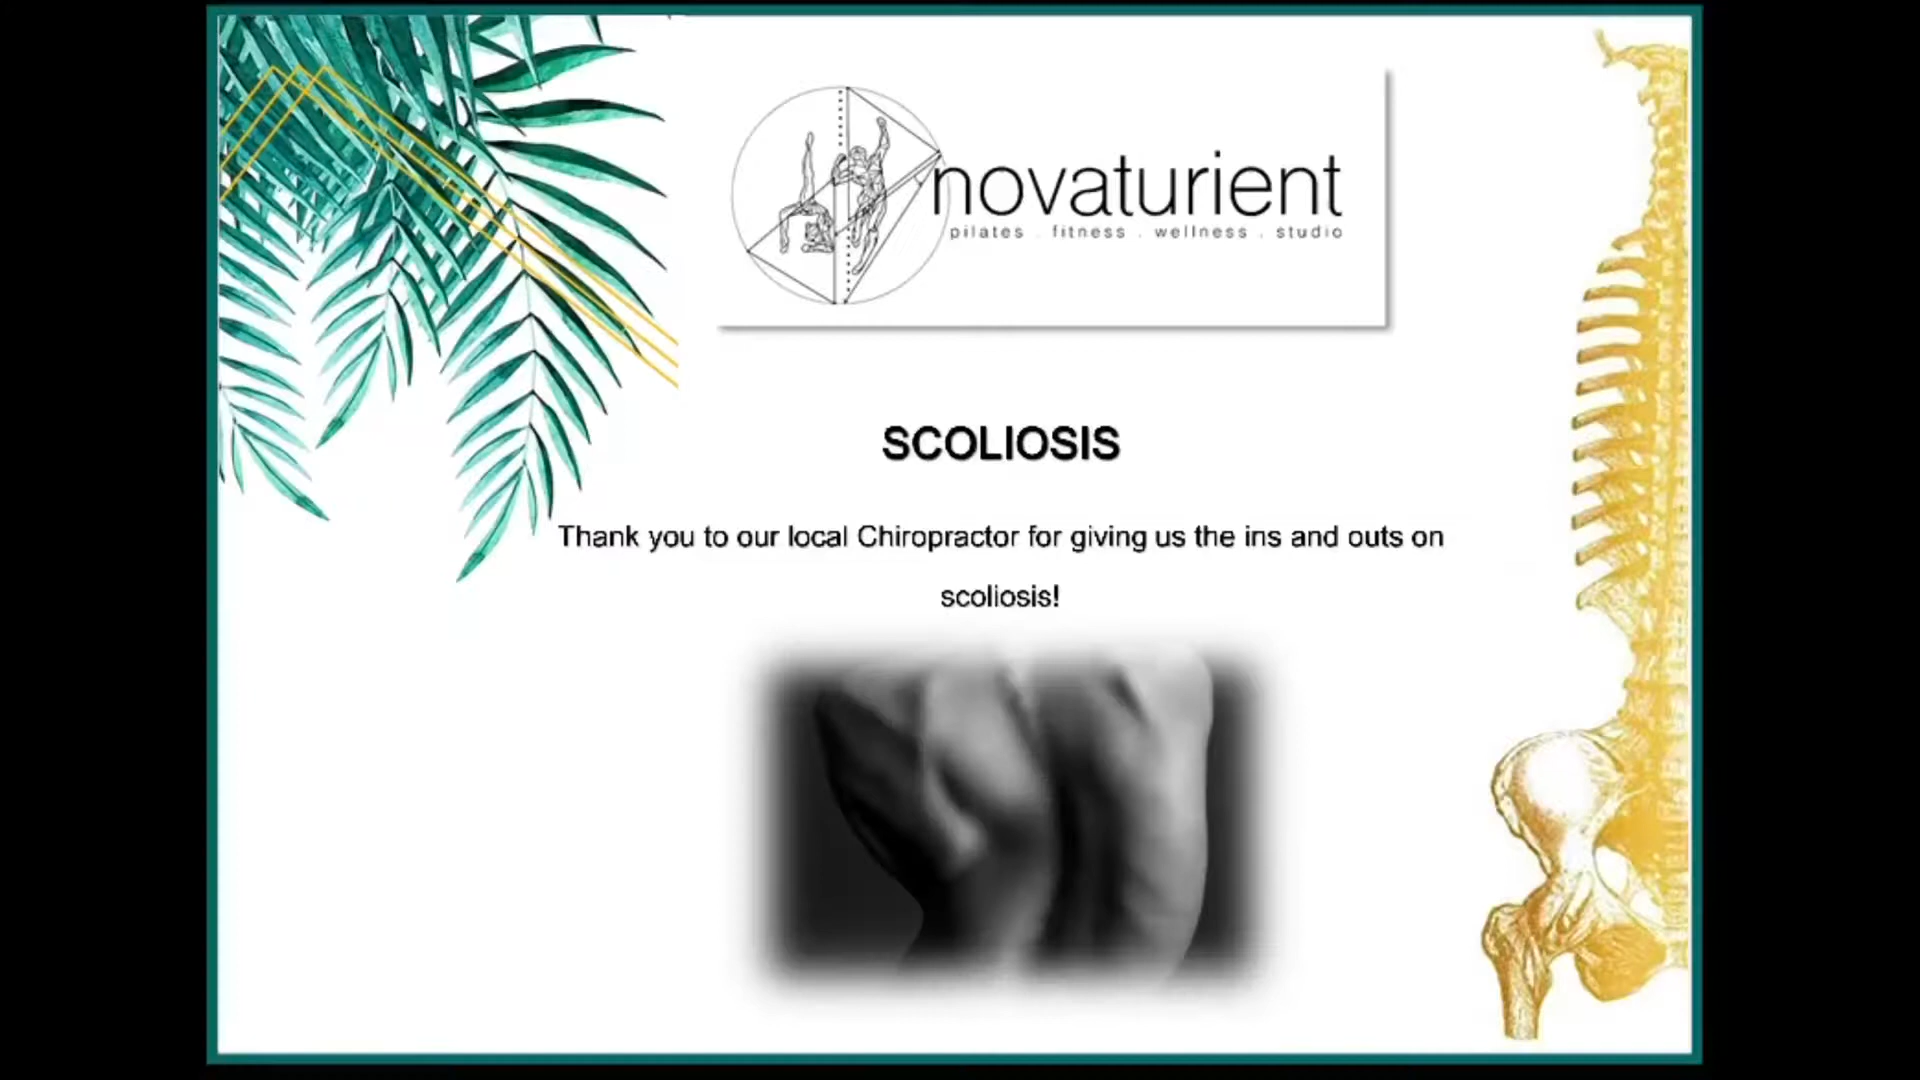 novaturient
pilates . fitness . wellness . studio
SCOLIOSIS
Thank you to our local Chiropractor for giving us the ins and outs on
scoliosis!